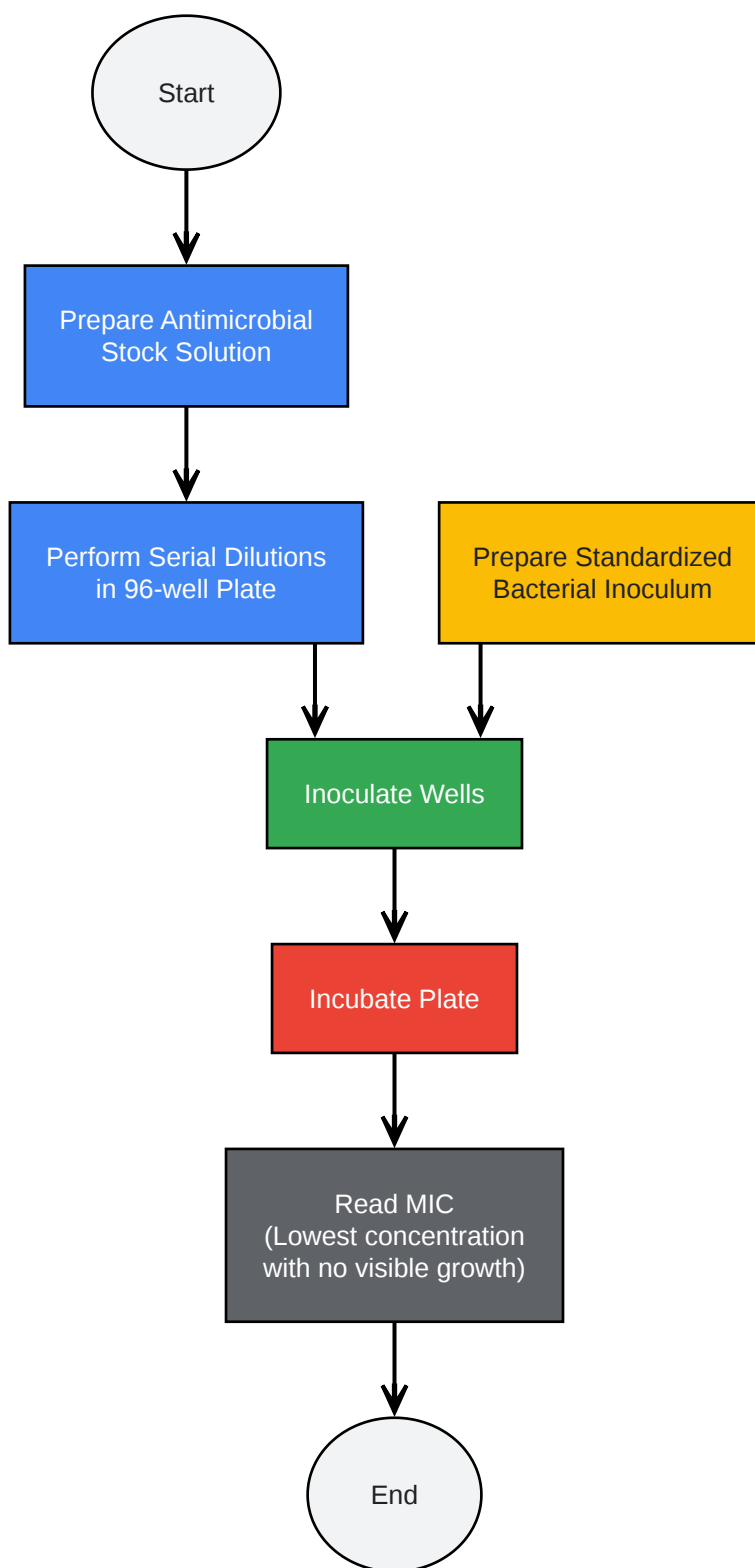 Start
Prepare Antimicrobial
Stock Solution
Perform Serial Dilutions
in 96-well Plate
Prepare Standardized
Bacterial Inoculum
Inoculate Wells
Incubate Plate
Read MIC
(Lowest concentration
with no visible growth)
End